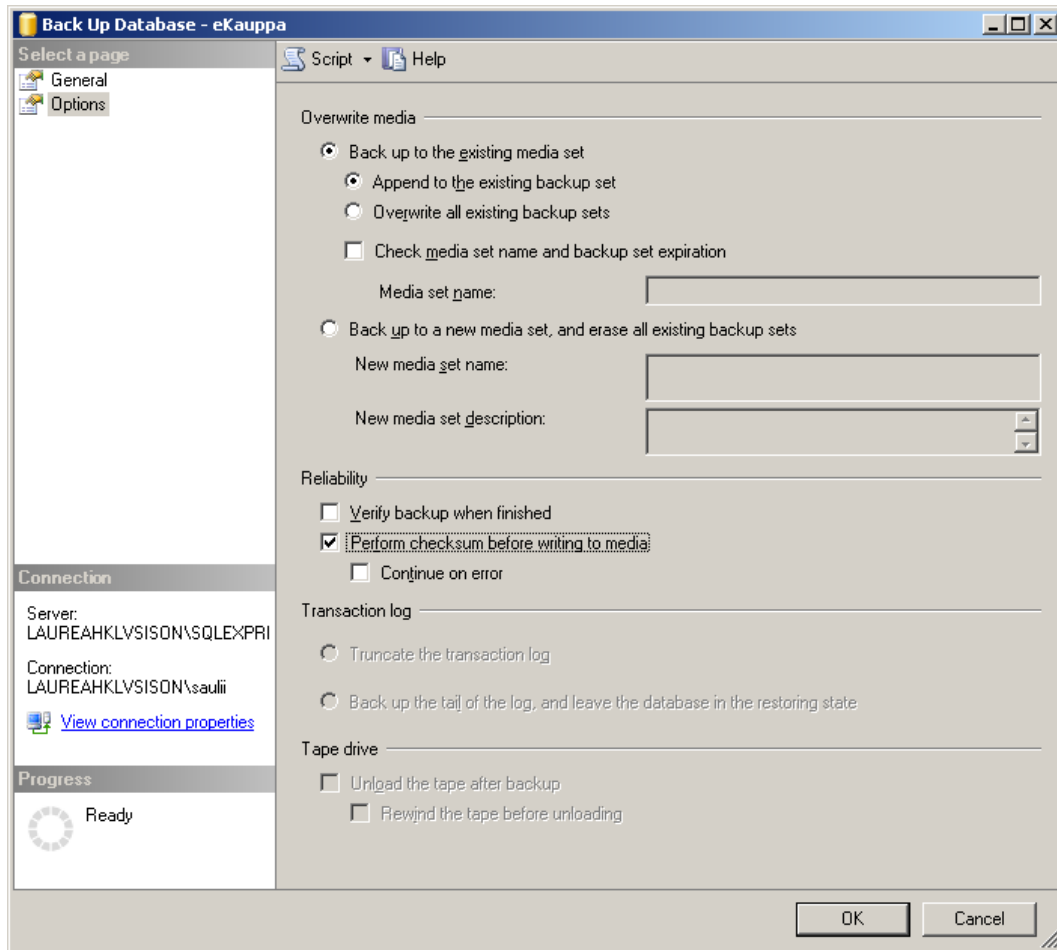 Back Up Database - eKauppa
Select a page
General
Options
Script Help
Overwrite media
Back up to the existing media set
Append to the existing backup set
Overwrite all existing backup sets
Check media set name and backup set expiration
Media set name:
Back up to a new media set, and erase all existing backup sets
New media set name:
New media set description:
Reliability
Verify backup when finished
Perform checksum before writing to media
Continue on error
Transaction log
Truncate the transaction log
Back up the tail of the log, and leave the database in the restoring state
Tape drive
Unload the tape after backup
Rewind the tape before unloading
Connection
Server:
LAUREAHKLVSISON\SQLEXPRI
Connection:
LAUREAHKLVSISON\saulii
View connection properties
Progress
Ready
OK Cancel